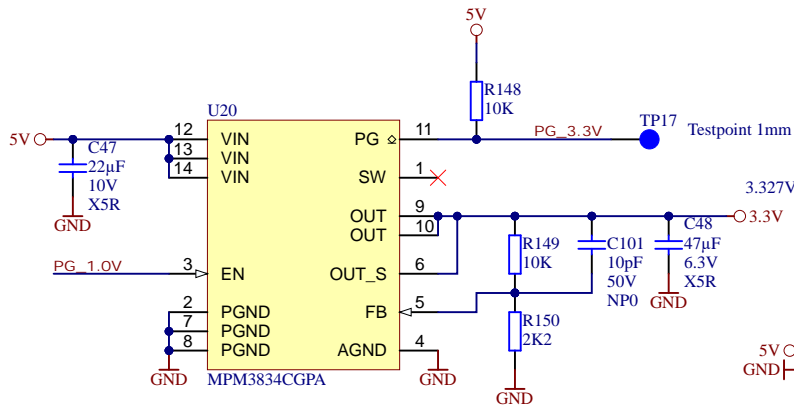 5V
R148
10K
U20
5V
C47
22µF
10V
X5R
GND
12 VIN
13 VIN
14 VIN
PG 11
PG_3.3V
TP17
Testpoint 1mm
SW 1
3.327V
OUT 9
OUT 10
3.3V
R149
10K
C101
10pF
50V
NP0
C48
47µF
6.3V
X5R
GND
PG_1.0V
3 EN
OUT_S 6
2 PGND
7 PGND
8 PGND
FB 5
R150
2K2
AGND 4
GND
GND
GND
MPM3834CGPA
5V
GND